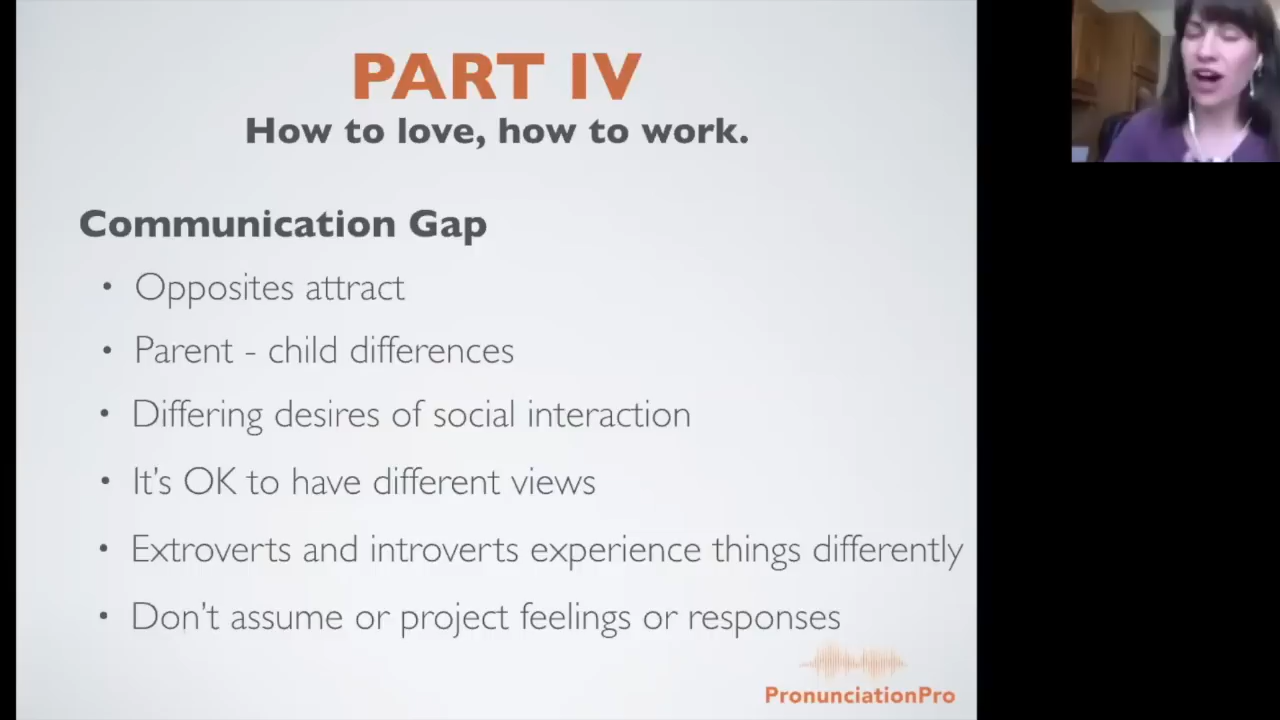 PART IV
How to love, how to work.
Communication Gap
• Opposites attract
• Parent - child differences
• Differing desires of social interaction
• It's OK to have different views
• Extroverts and introverts experience things differently
• Don't assume or project feelings or responses
PronunciationPro